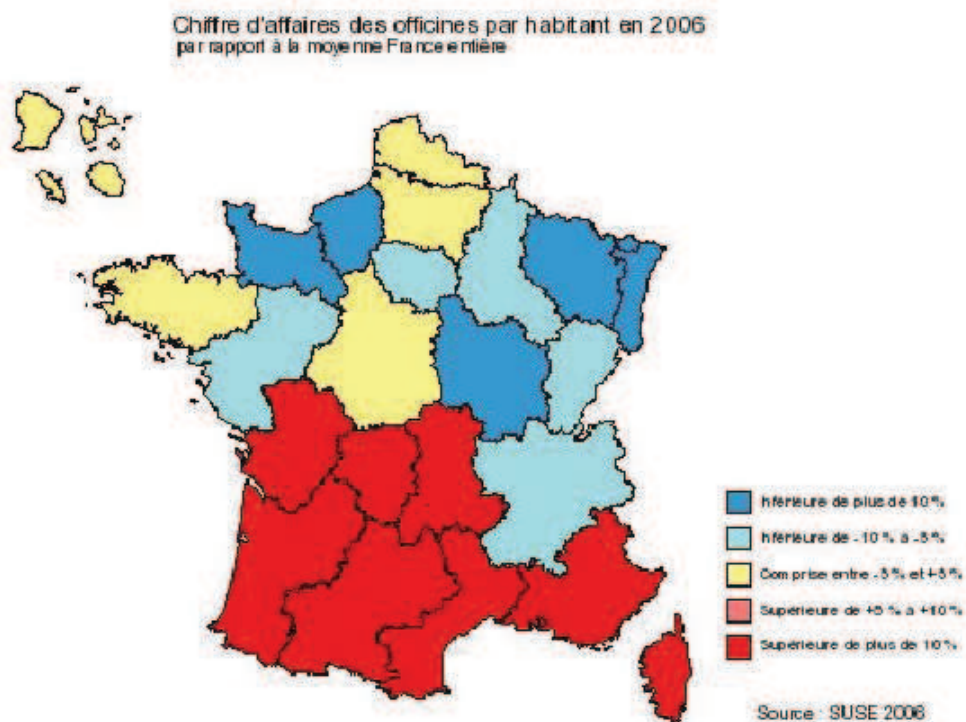 Chiffre d'affaires des officines par habitant en 2006
par rapport à la moyenne France entière
Inférieure de plus de 10%
Inférieure de -10% à -5%
Comprise entre -5% et +5%
Supérieure de +5% à +10%
Supérieure de plus de 10%
Source : SIUSE 2006